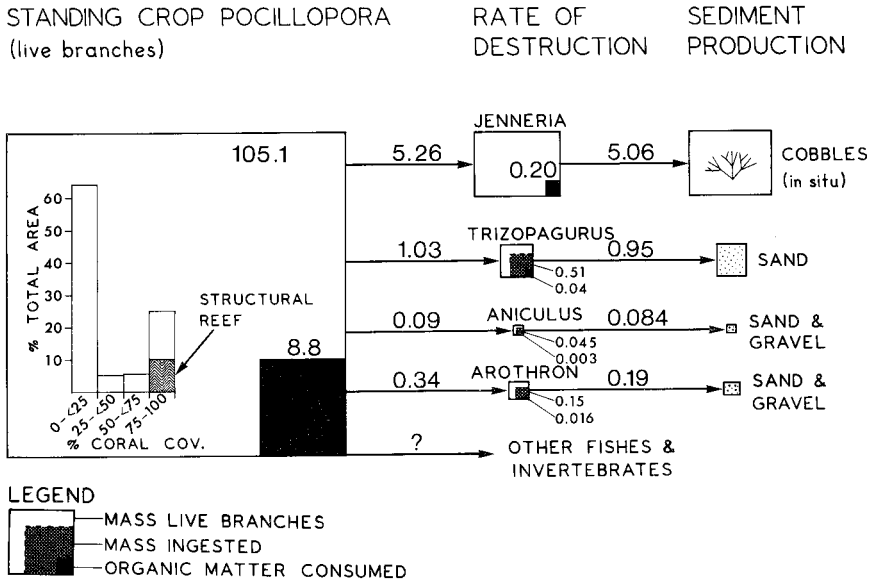 STANDING CROP POCILLOPORA
(live branches)
RATE OF
DESTRUCTION
SEDIMENT
PRODUCTION
105.1
% TOTAL AREA
60
50
40
30
20
10
STRUCTURAL
REEF
8.8
0-<25
25-<50
50-<75
75-100
% CORAL COV.
5.26
JENNERIA
0.20
5.06
COBBLES
(in situ)
1.03
TRIZOPAGURUS
0.51
0.04
0.95
SAND
0.09
ANICULUS
0.045
0.003
0.084
SAND &
GRAVEL
0.34
AROTHRON
0.15
0.016
0.19
SAND &
GRAVEL
?
OTHER FISHES &
INVERTEBRATES
LEGEND
MASS LIVE BRANCHES
MASS INGESTED
ORGANIC MATTER CONSUMED